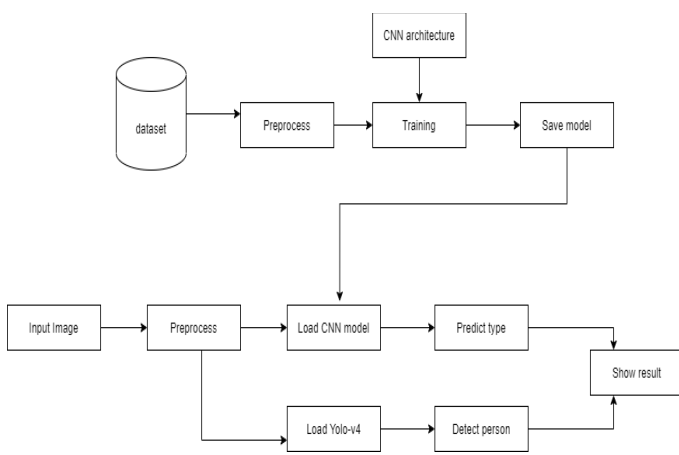 CNN architecture
dataset
Preprocess
Training
Save model
Input Image
Preprocess
Load CNN model
Predict type
Show result
Load Yolo-v4
Detect person